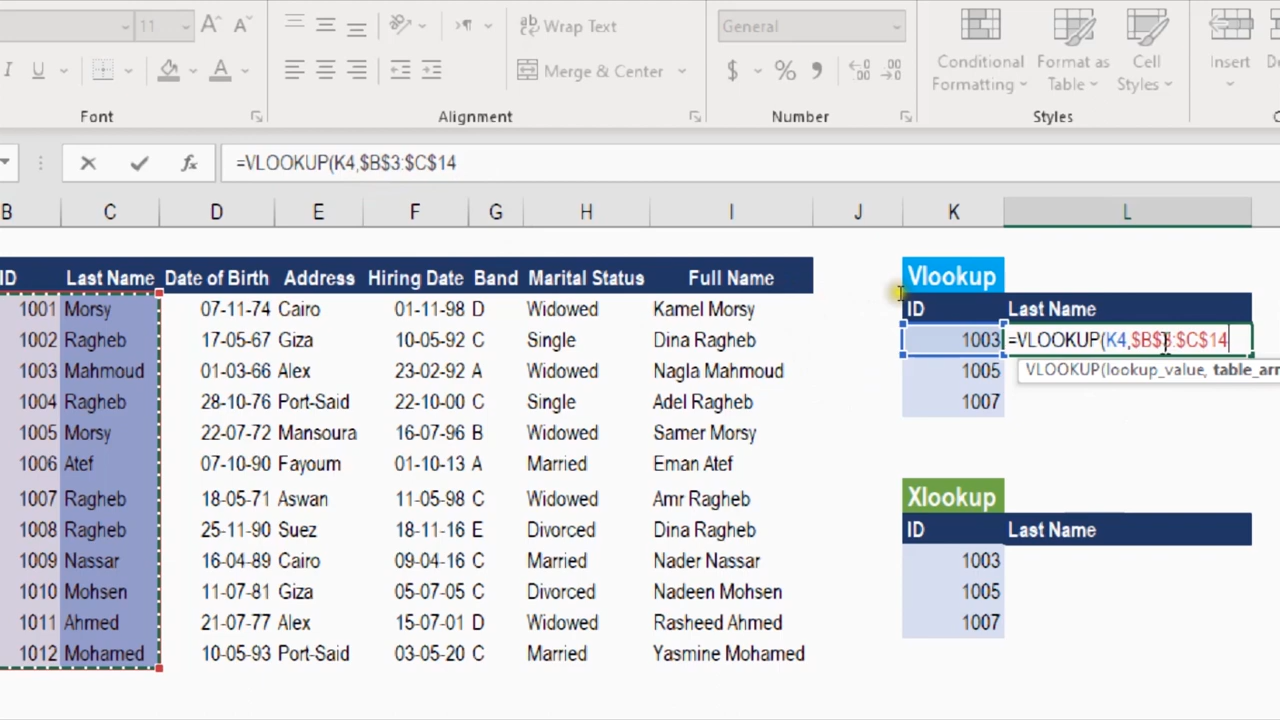 11 A^ A ab Wrap Text General
I U A Merge & Center $ % , Conditional Formatting Format as Table Cell Styles Insert
Font Alignment Number Styles
fx =VLOOKUP(K4,$B$3:$C$14
B C D E F G H I J K L
ID Last Name Date of Birth Address Hiring Date Band Marital Status Full Name Vlookup
1001 Morsy 07-11-74 Cairo 01-11-98 D Widowed Kamel Morsy ID Last Name
1002 Ragheb 17-05-67 Giza 10-05-92 C Single Dina Ragheb 1003 =VLOOKUP(K4,$B$3:$C$14
1003 Mahmoud 01-03-66 Alex 23-02-92 A Widowed Nagla Mahmoud 1005 VLOOKUP(lookup_value,
1004 Ragheb 28-10-76 Port-Said 22-10-00 C Single Adel Ragheb 1007
1005 Morsy 22-07-72 Mansoura 16-07-96 B Widowed Samer Morsy
1006 Atef 07-10-90 Fayoum 01-10-13 A Married Eman Atef
1007 Ragheb 18-05-71 Aswan 11-05-98 C Widowed Amr Ragheb Xlookup
1008 Ragheb 25-11-90 Suez 18-11-16 E Divorced Dina Ragheb ID Last Name
1009 Nassar 16-04-89 Cairo 09-04-16 C Married Nader Nassar 1003
1010 Mohsen 11-07-81 Giza 05-07-05 C Divorced Nadeen Mohsen 1005
1011 Ahmed 21-07-77 Alex 15-07-01 D Widowed Rasheed Ahmed 1007
1012 Mohamed 10-05-93 Port-Said 03-05-20 C Married Yasmine Mohamed